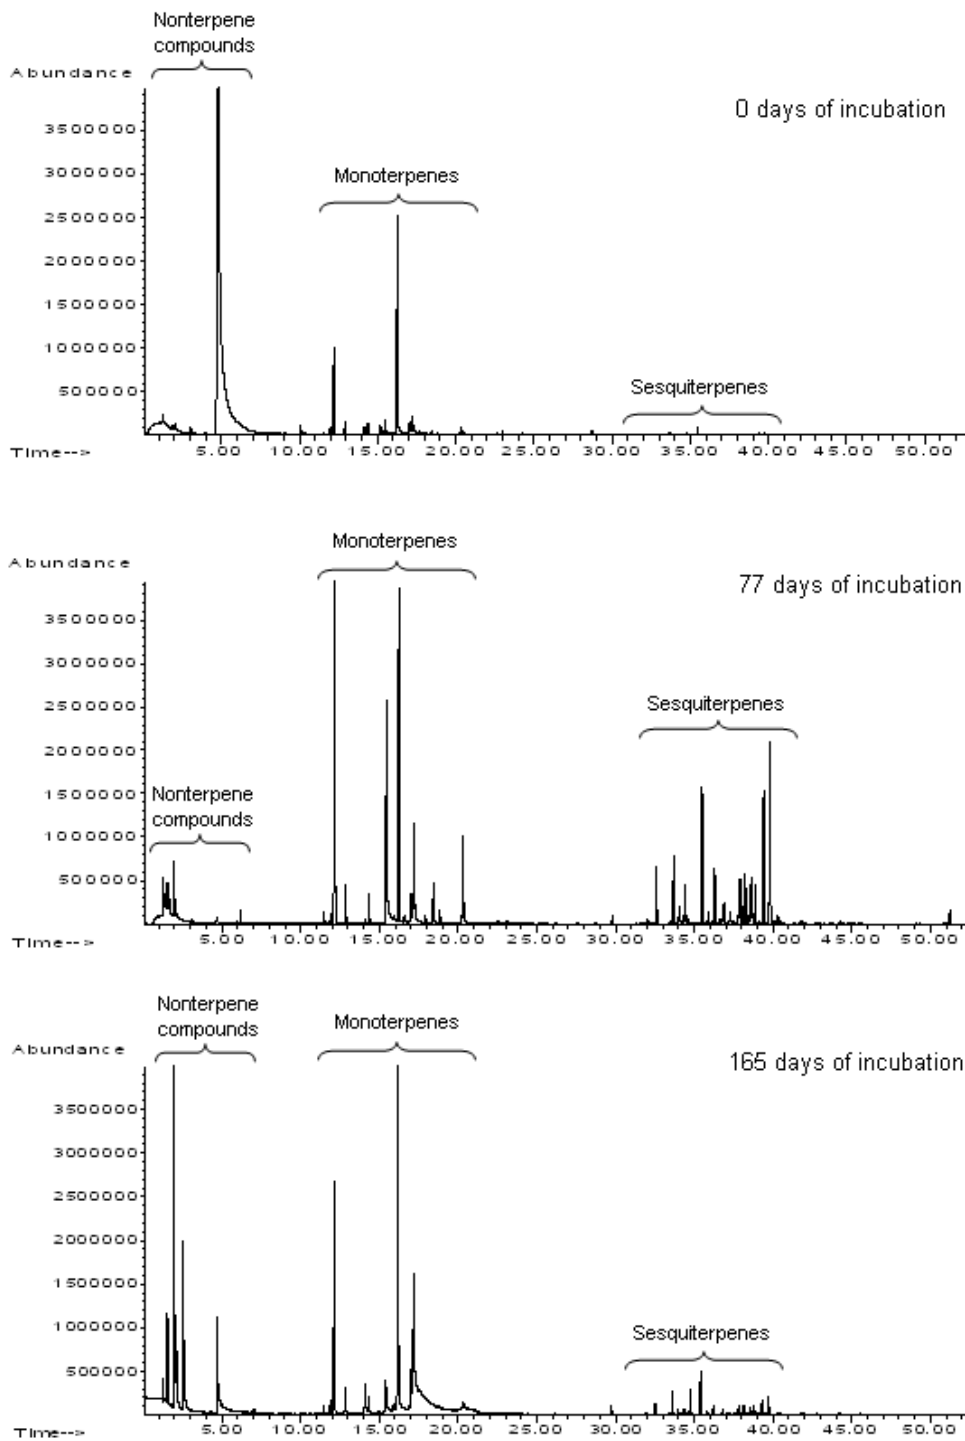 Nonterpene
compounds
Abundance
0 days of incubation
3500000
3000000
Monoterpenes
2500000
2000000
1500000
1000000
Sesquiterpenes
500000
Time-->
5.00 10.00 15.00 20.00 25.00 30.00 35.00 40.00 45.00 50.00
Monoterpenes
Abundance
77 days of incubation
3500000
3000000
2500000
Sesquiterpenes
2000000
1500000
Nonterpene
compounds
1000000
500000
Time-->
5.00 10.00 15.00 20.00 25.00 30.00 35.00 40.00 45.00 50.00
Nonterpene
compounds
Monoterpenes
Abundance
165 days of incubation
3500000
3000000
2500000
2000000
1500000
Sesquiterpenes
1000000
500000
Time-->
5.00 10.00 15.00 20.00 25.00 30.00 35.00 40.00 45.00 50.00